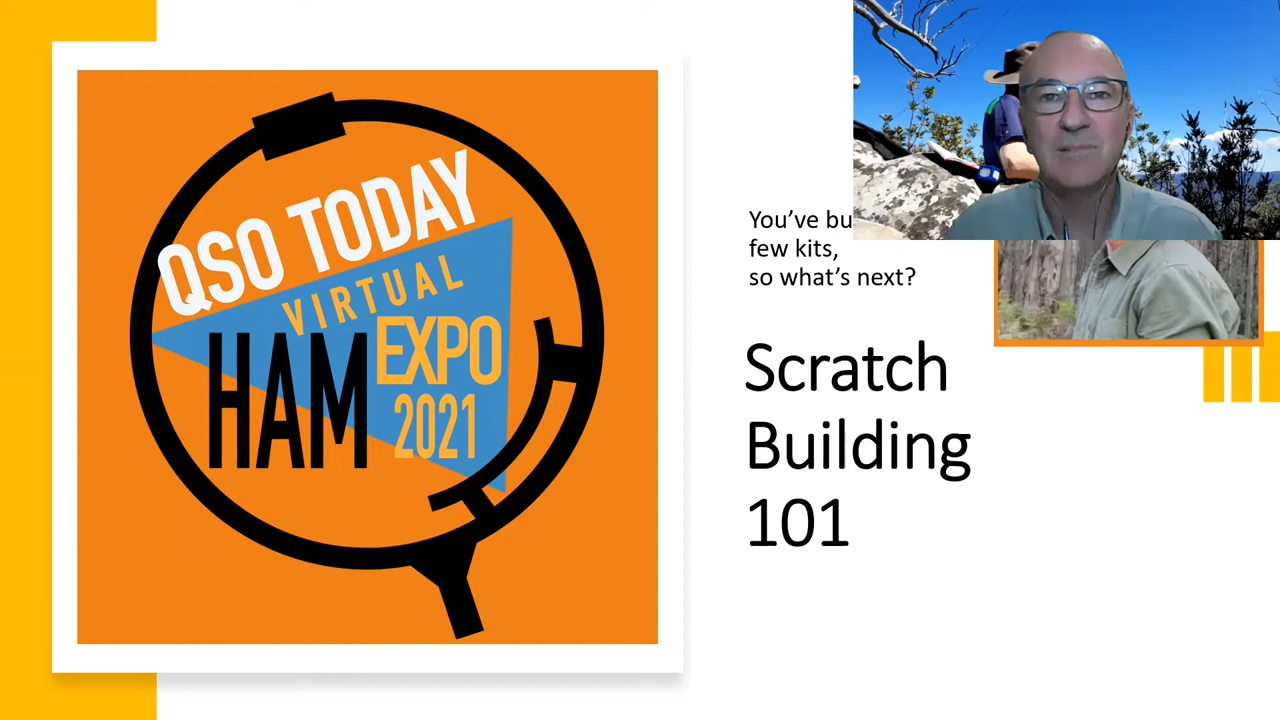 QSO TODAY
VIRTUAL
HAM EXPO
2021
You've bu
few kits,
so what's next?
Scratch
Building
101